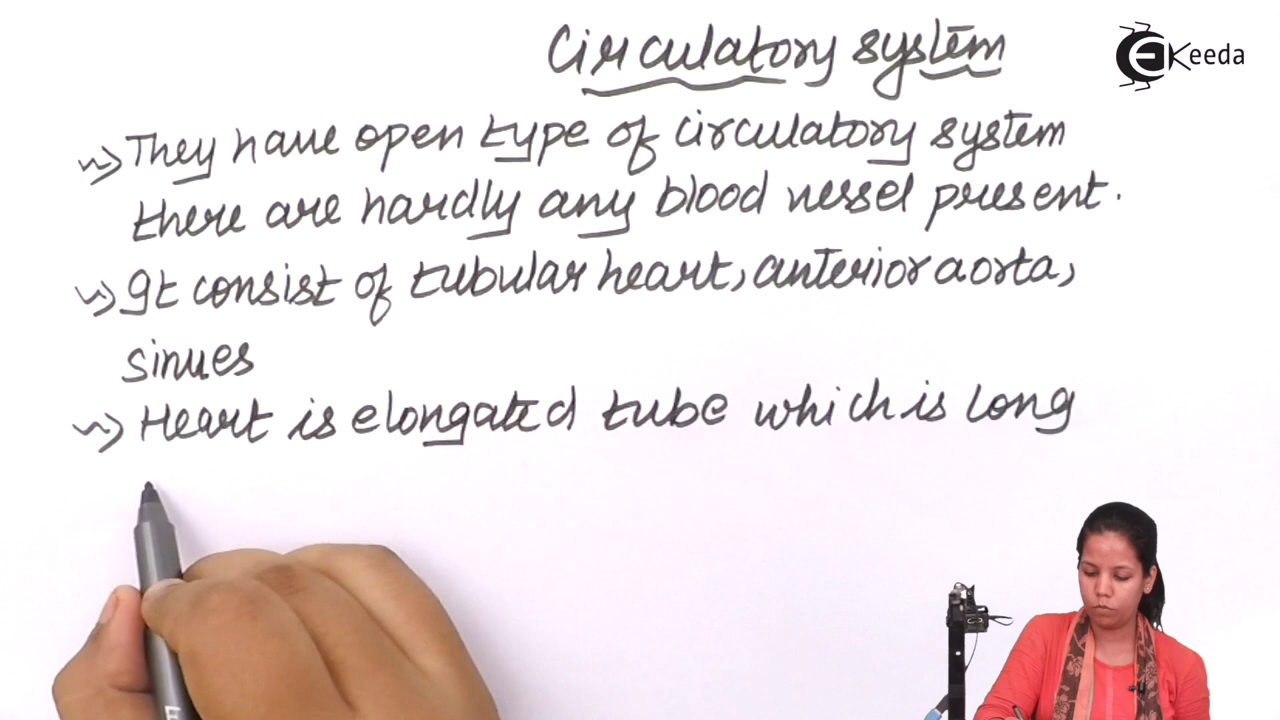 Circulatory system
EKeeda
They have open type of circulatory system
there are hardly any blood vessel present.
It consist of tubular heart, anterior aorta,
sinues
Heart is elongated tube which is long
E